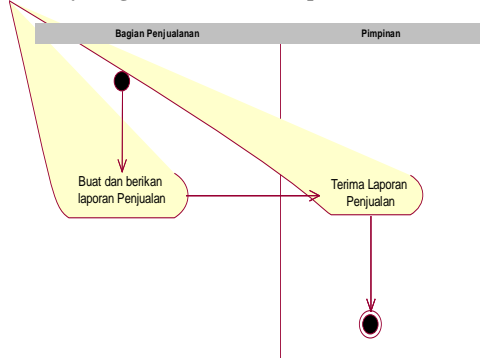 Bagian Penjualanan
Pimpinan
Buat dan berikan
laporan Penjualan
Terima Laporan
Penjualan